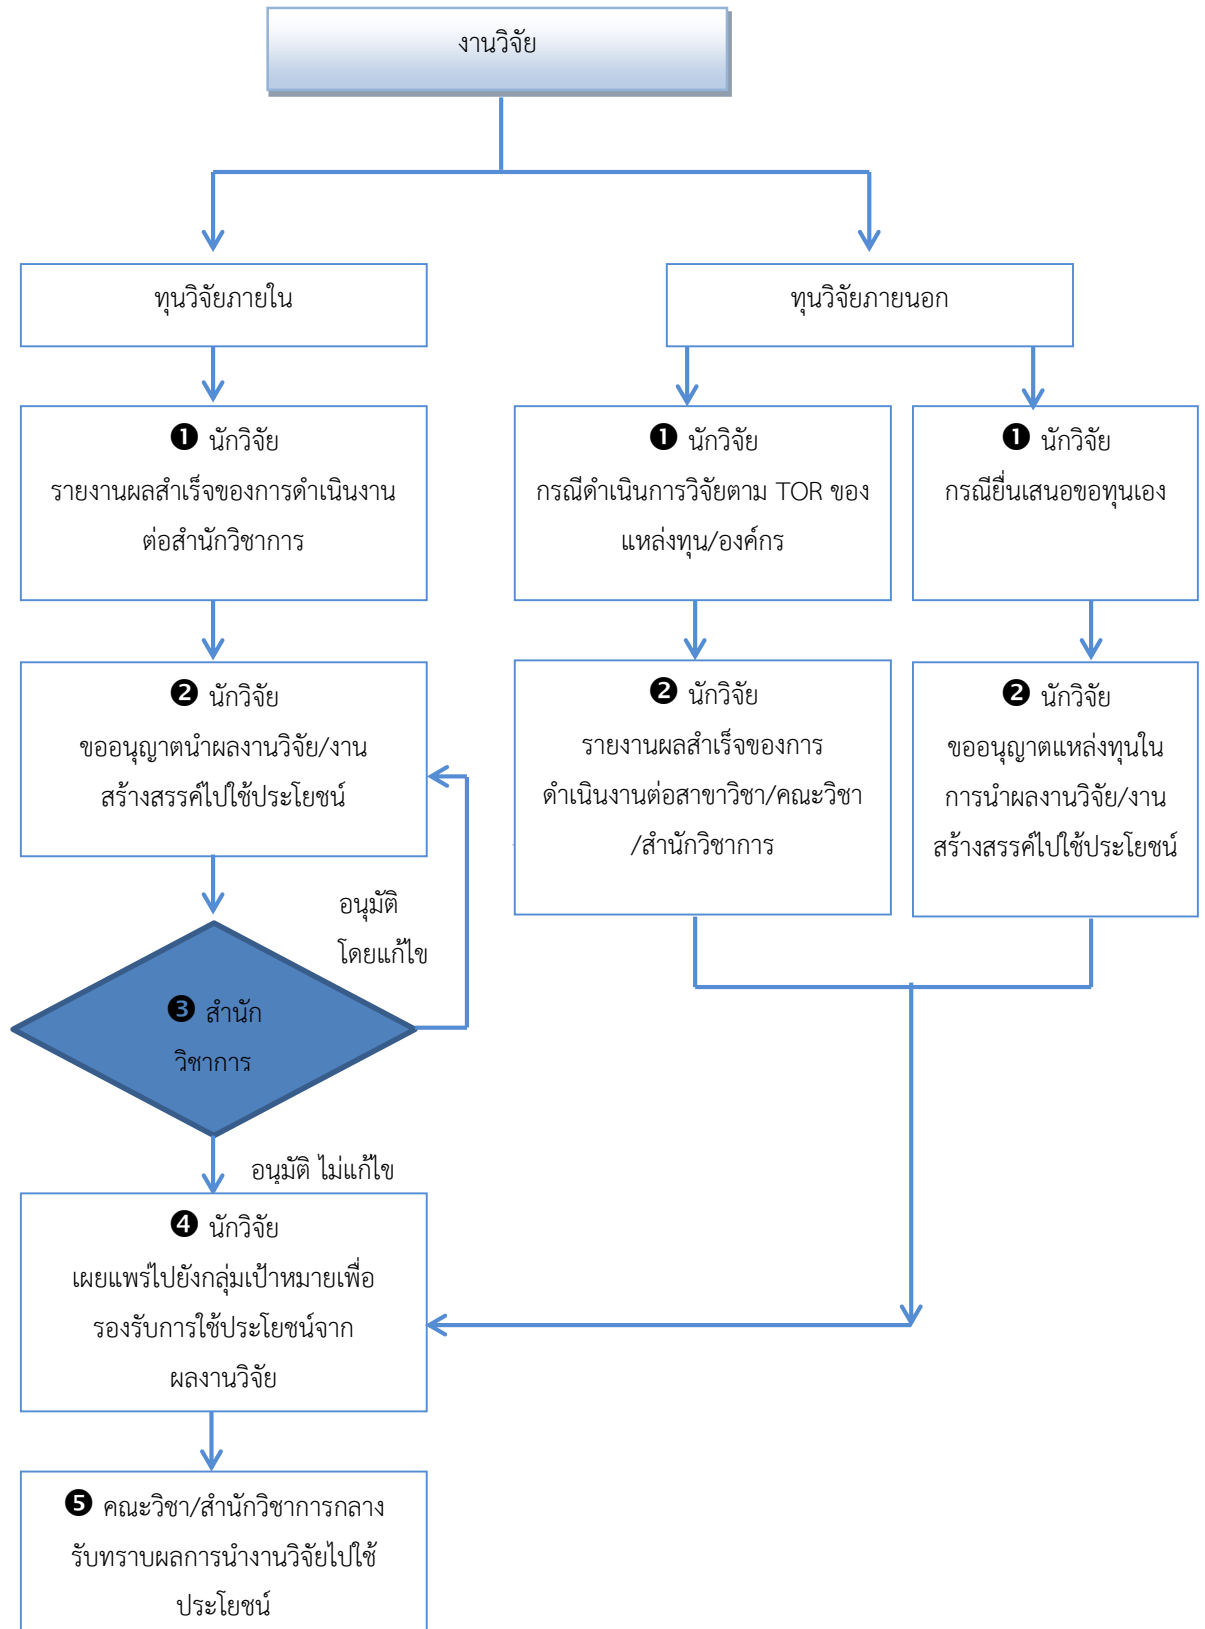 งานวิจัย
ทุนวิจัยภายใน
ทุนวิจัยภายนอก
❶ นักวิจัย
รายงานผลสำเร็จของการดำเนินงาน
ต่อสำนักวิชาการ
❶ นักวิจัย
กรณีดำเนินการวิจัยตาม TOR ของ
แหล่งทุน/องค์กร
❶ นักวิจัย
กรณียื่นเสนอขอทุนเอง
❷ นักวิจัย
ขออนุญาตนำผลงานวิจัย/งาน
สร้างสรรค์ไปใช้ประโยชน์
❷ นักวิจัย
รายงานผลสำเร็จของการ
ดำเนินงานต่อสาขาวิชา/คณะวิชา
/สำนักวิชาการ
❷ นักวิจัย
ขออนุญาตแหล่งทุนใน
การนำผลงานวิจัย/งาน
สร้างสรรค์ไปใช้ประโยชน์
อนุมัติ
โดยแก้ไข
❸ สำนัก
วิชาการ
อนุมัติ ไม่แก้ไข
❹ นักวิจัย
เผยแพร่ไปยังกลุ่มเป้าหมายเพื่อ
รองรับการใช้ประโยชน์จาก
ผลงานวิจัย
❺ คณะวิชา/สำนักวิชาการกลาง
รับทราบผลการนำงานวิจัยไปใช้
ประโยชน์